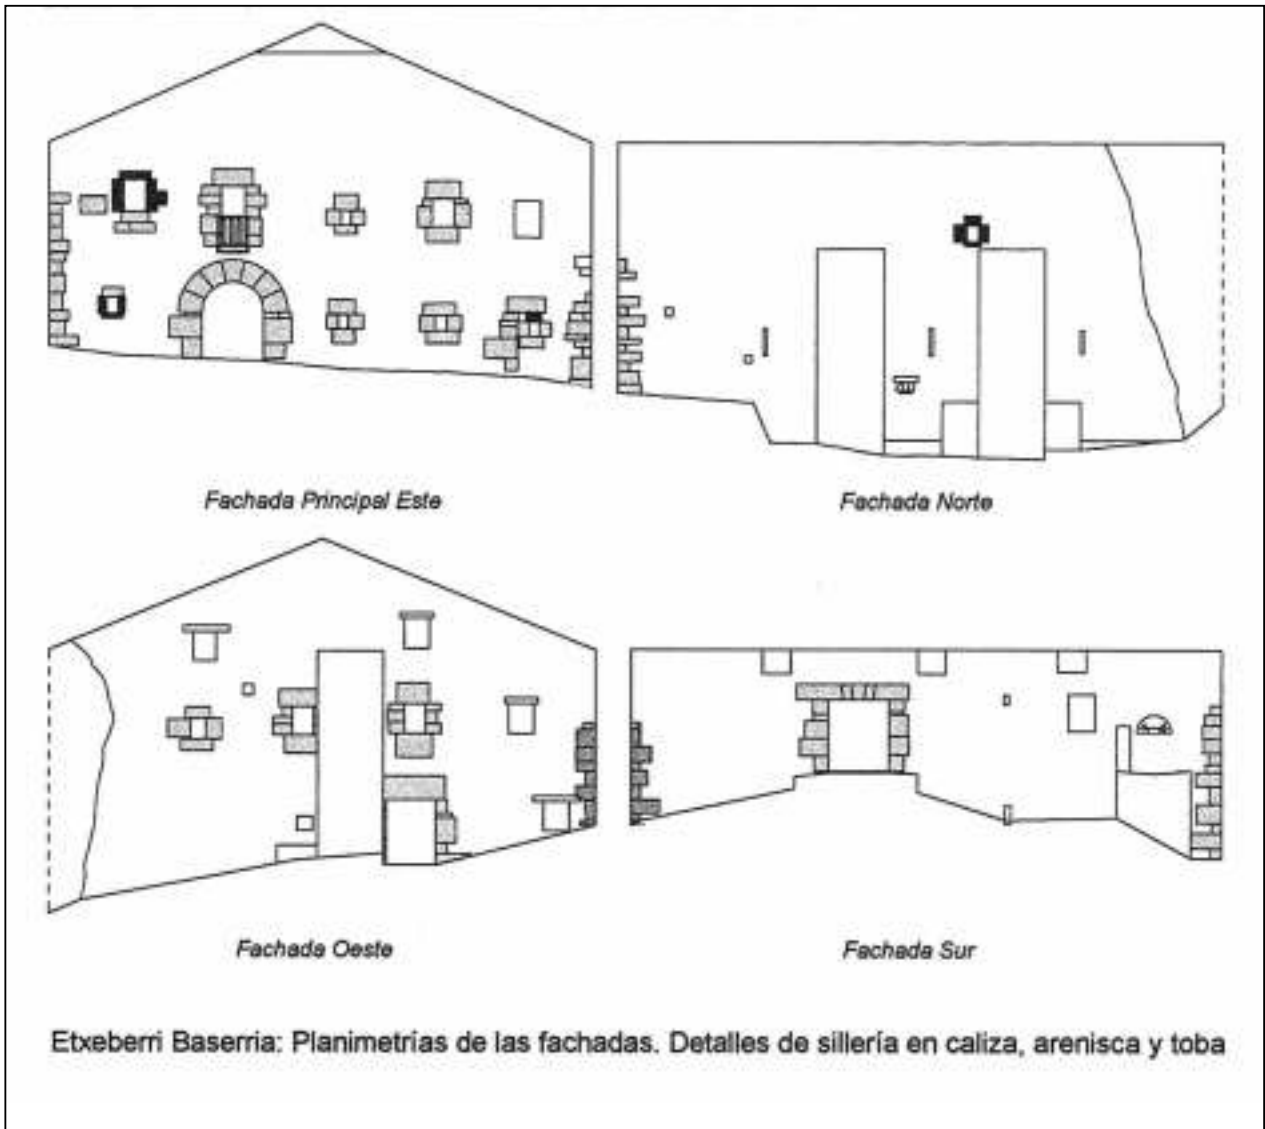 Fachada Principal Este
Fachada Norte
Fachada Oeste
Fachada Sur
Etxeberri Baserria: Planimetrías de las fachadas. Detalles de sillería en caliza, arenisca y toba